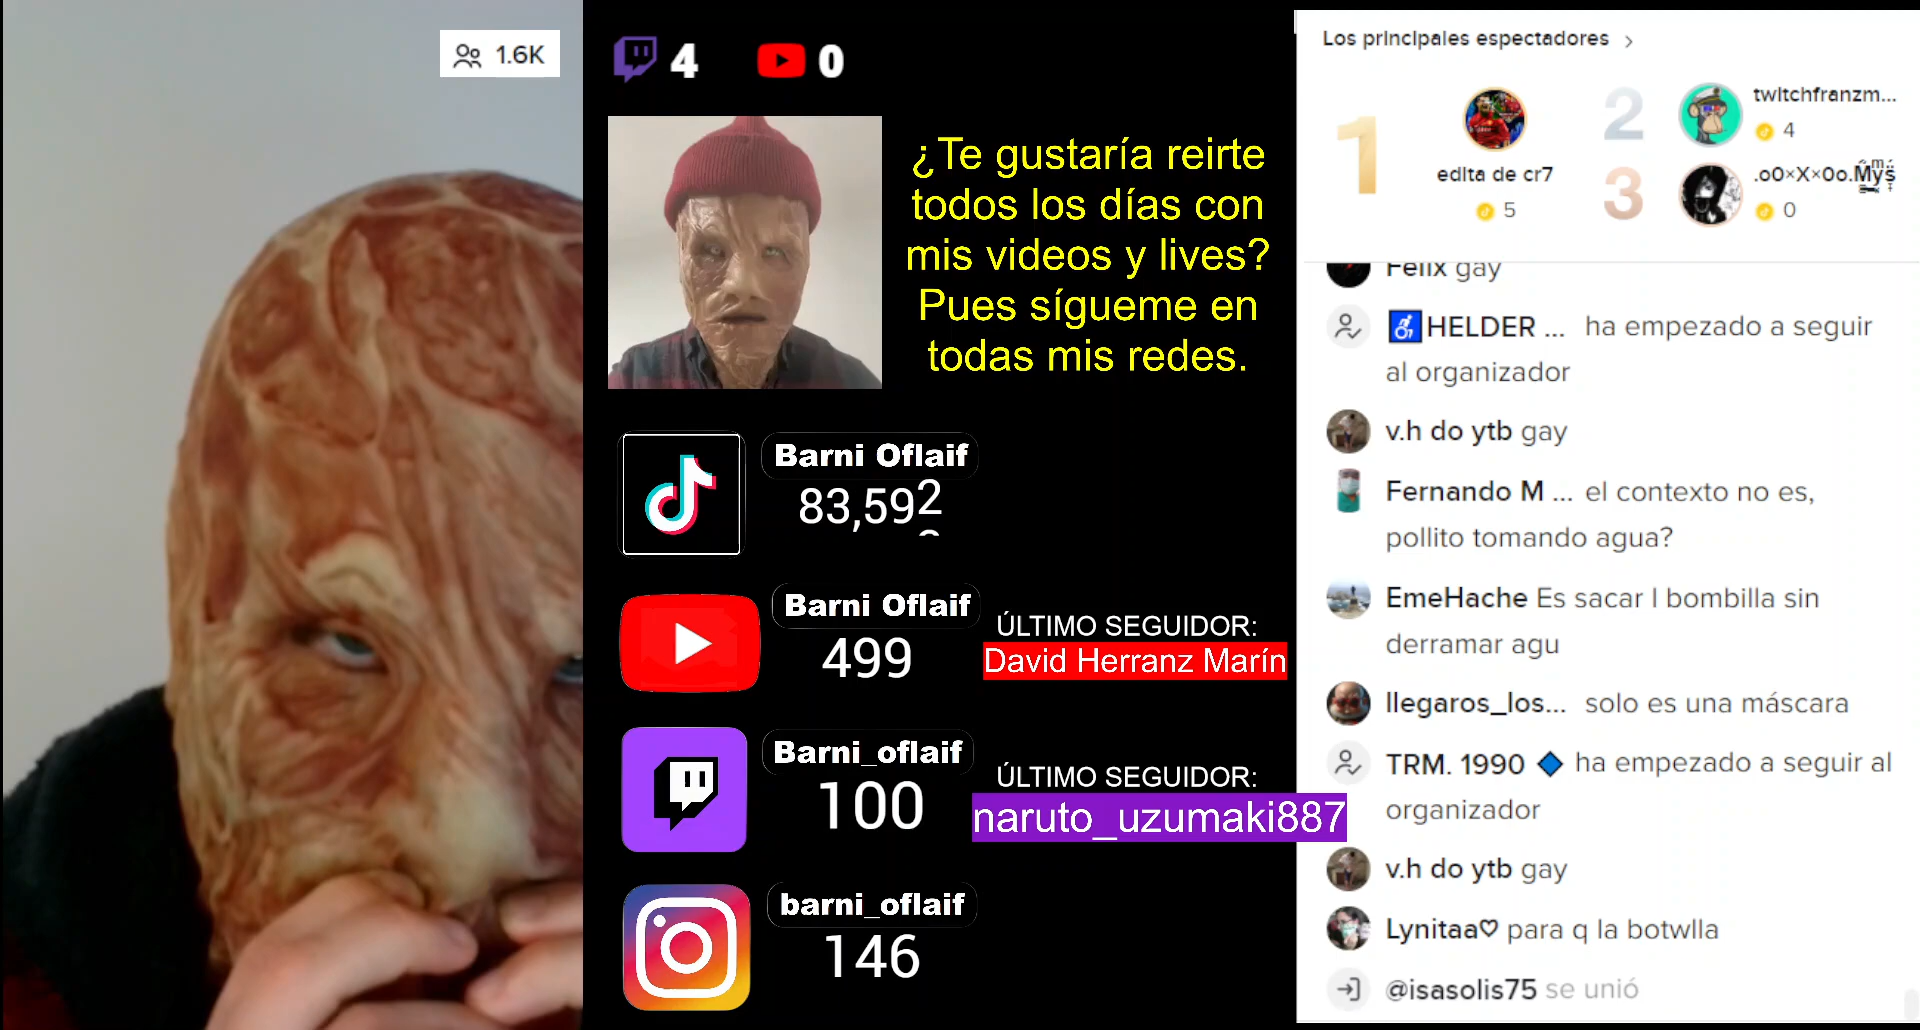 1.6K
4
0
¿Te gustaría reirte
todos los días con
mis videos y lives?
Pues sígueme en
todas mis redes.
Barni Oflaif
83,592
Barni Oflaif
499
ÚLTIMO SEGUIDOR:
David Herranz Marín
Barni_oflaif
100
ÚLTIMO SEGUIDOR:
naruto_uzumaki887
barni_oflaif
146
Los principales espectadores >
1
edita de cr7
5
2
twitchfranzm...
4
3
.oO×X×Oo.Mys
0
Felix gay
HELDER ... ha empezado a seguir
al organizador
v.h do ytb gay
Fernando M ... el contexto no es,
pollito tomando agua?
EmeHache Es sacar l bombilla sin
derramar agu
llegaros_los... solo es una máscara
TRM. 1990 🔷 ha empezado a seguir al
organizador
v.h do ytb gay
Lynitaa♡ para q la botwlla
@isasolis75 se unió